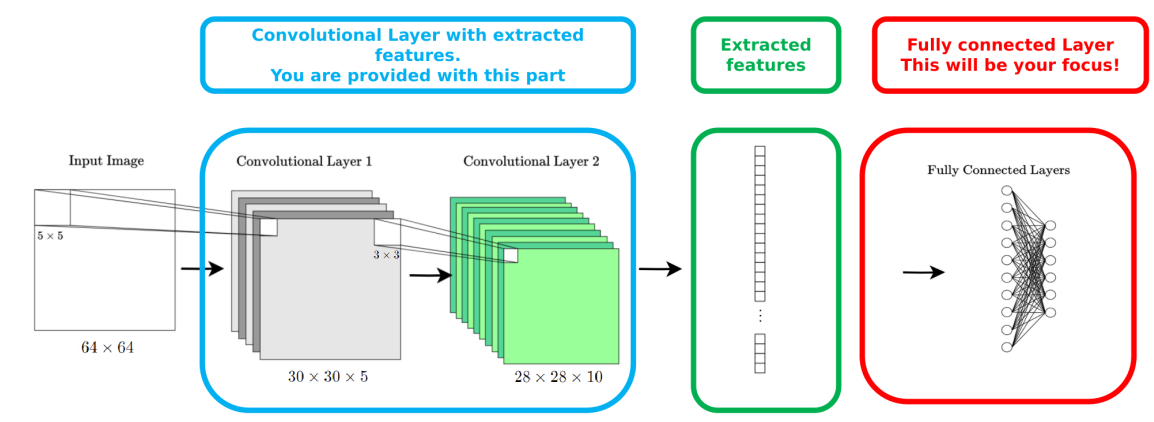 Convolutional Layer with extracted
features.
You are provided with this part
Extracted
features
Fully connected Layer
This will be your focus!
Input Image
5 × 5
64 × 64
Convolutional Layer 1
3 × 3
30 × 30 × 5
Convolutional Layer 2
28 × 28 × 10
Fully Connected Layers